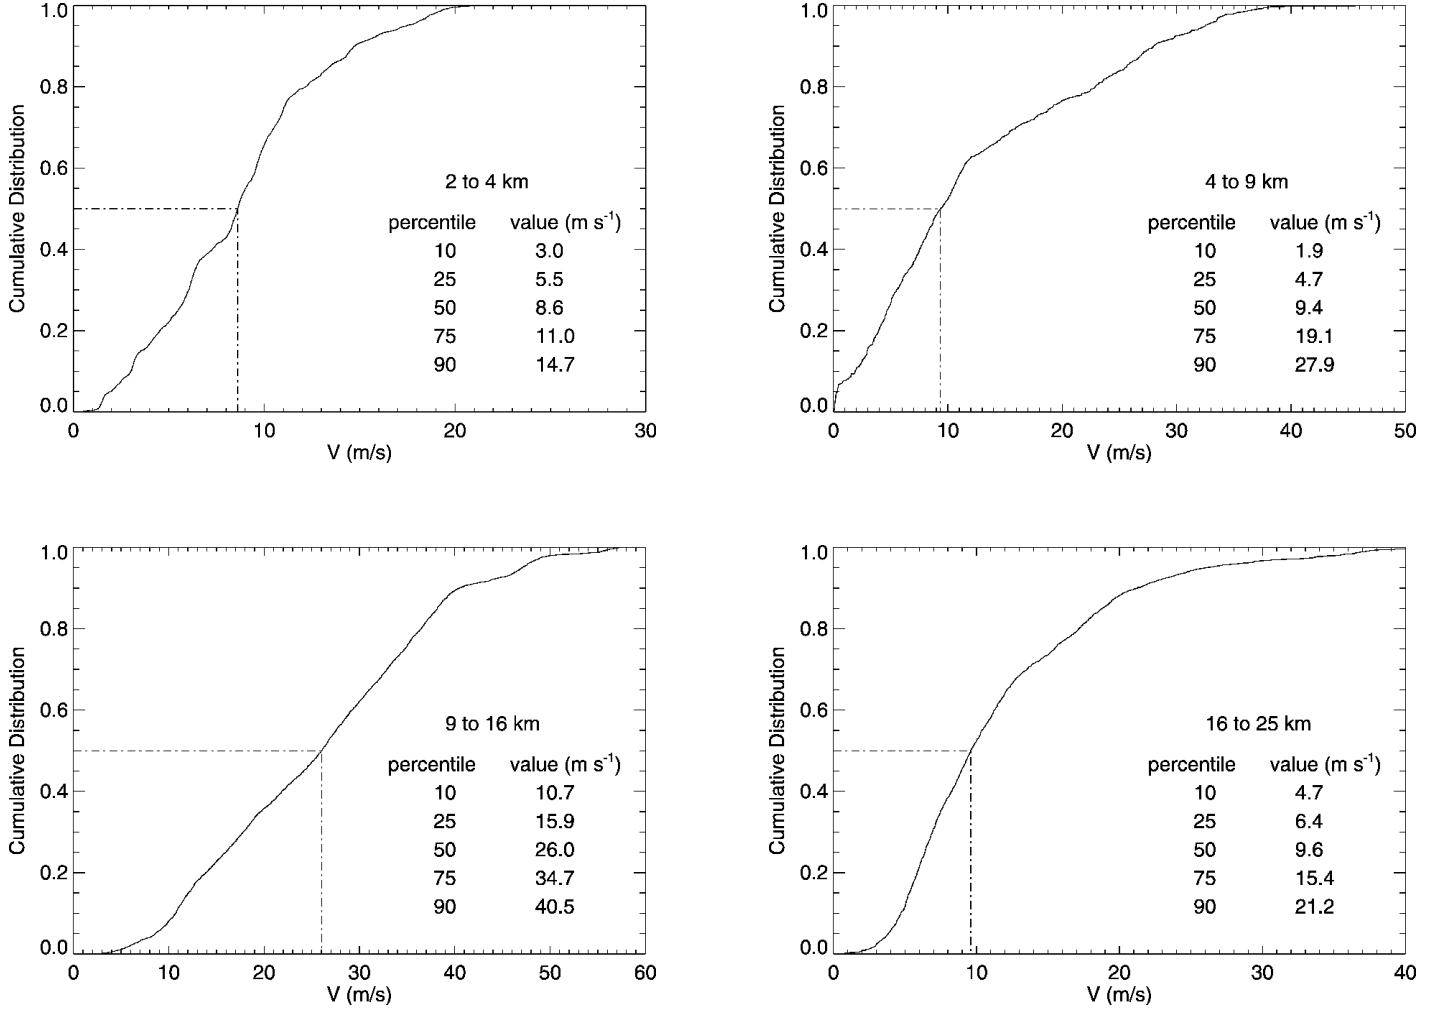 1.0
0.8
0.6
0.4
0.2
0.0
Cumulative Distribution
2 to 4 km
percentile value (m s-1)
10 3.0
25 5.5
50 8.6
75 11.0
90 14.7
0 10 20 30
V (m/s)
1.0
0.8
0.6
0.4
0.2
0.0
Cumulative Distribution
4 to 9 km
percentile value (m s-1)
10 1.9
25 4.7
50 9.4
75 19.1
90 27.9
0 10 20 30 40 50
V (m/s)
1.0
0.8
0.6
0.4
0.2
0.0
Cumulative Distribution
9 to 16 km
percentile value (m s-1)
10 10.7
25 15.9
50 26.0
75 34.7
90 40.5
0 10 20 30 40 50 60
V (m/s)
1.0
0.8
0.6
0.4
0.2
0.0
Cumulative Distribution
16 to 25 km
percentile value (m s-1)
10 4.7
25 6.4
50 9.6
75 15.4
90 21.2
0 10 20 30 40
V (m/s)